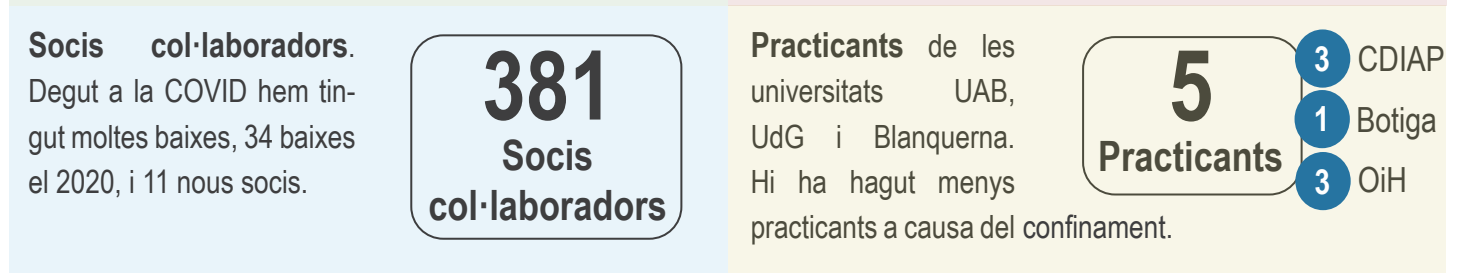 Socis col·laboradors.
Degut a la COVID hem tin-
gut moltes baixes, 34 baixes
el 2020, i 11 nous socis.
381
Socis
col·laboradors
Practicants de les
universitats UAB,
UdG i Blanquerna.
Hi ha hagut menys
practicants a causa del confinament.
5
Practicants
3 CDIAP
1 Botiga
3 OiH